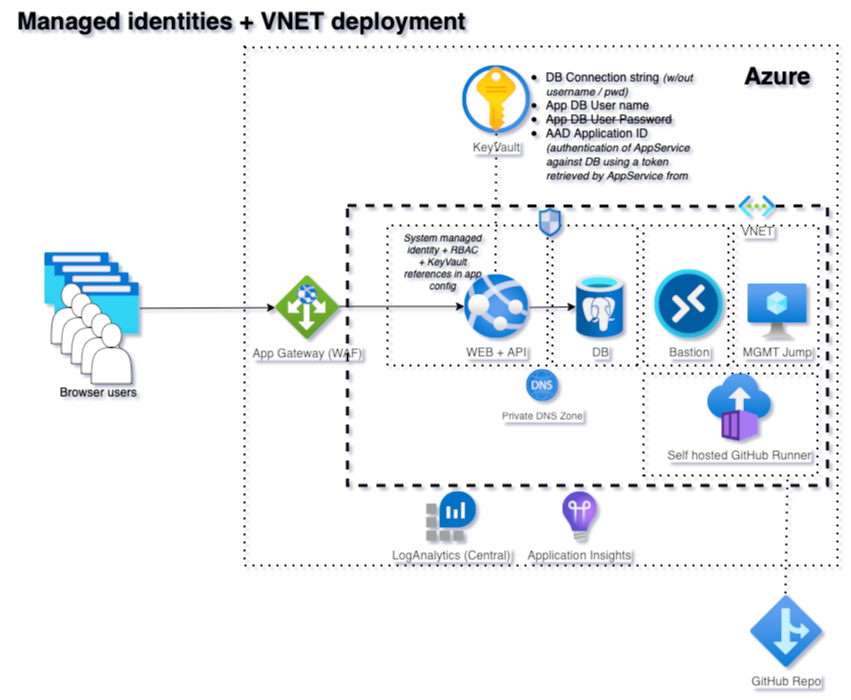 Managed identities + VNET deployment
Azure
DB Connection string (w/out
username / pwd)
App DB User name
App DB User Password
AAD Application ID
(authentication of AppService
against DB using a token
retrieved by AppService from
KeyVault
VNET
System managed
identity + RBAC
+ KeyVault
references in app
config
App Gateway (WAF)
WEB + API
DB
Bastion
MGMT Jump
Browser users
DNS
Private DNS Zone
Self hosted GitHub Runner
LogAnalytics (Central)
Application Insights
GitHub Repo